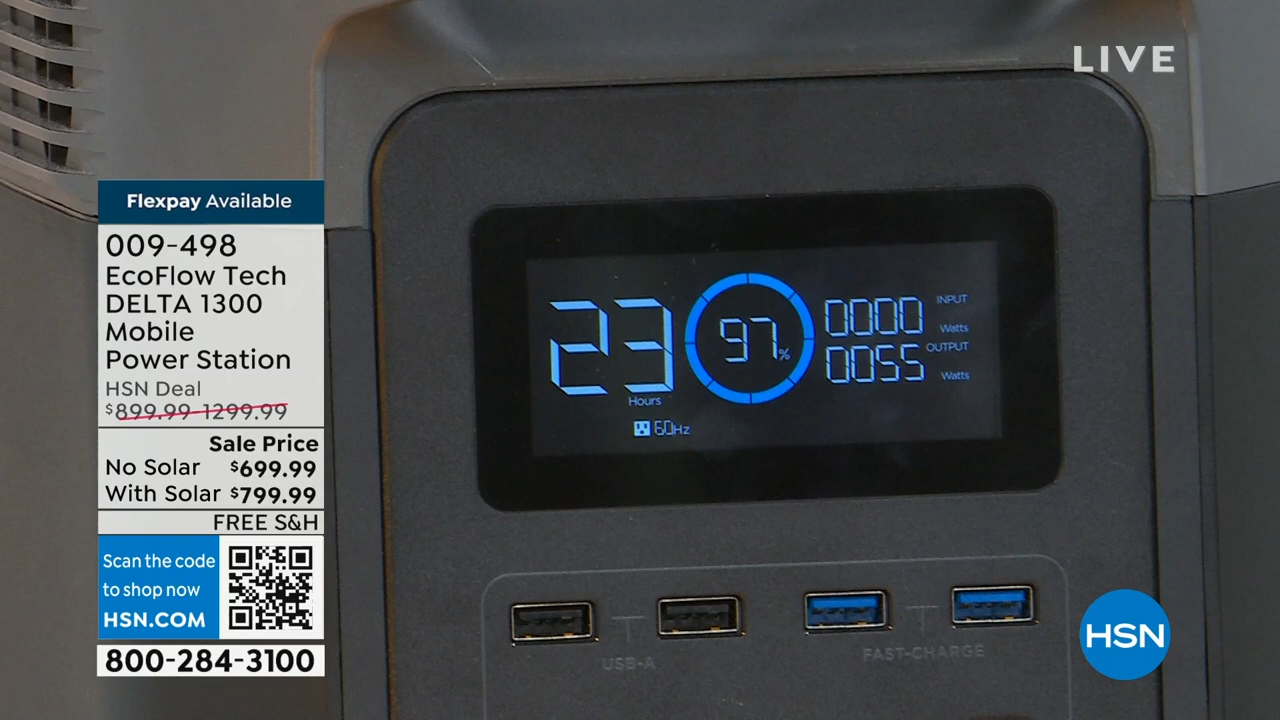 LIVE
Flexpay Available
009-498
EcoFlow Tech
DELTA 1300
Mobile
Power Station
HSN Deal
$899.99-1299.99
Sale Price
No Solar $699.99
With Solar $799.99
FREE S&H
Scan the code
to shop now
HSN.COM
800-284-3100
23
Hours
60Hz
97%
0000 INPUT
Watts
0055 OUTPUT
Watts
USB-A
FAST-CHARGE
HSN